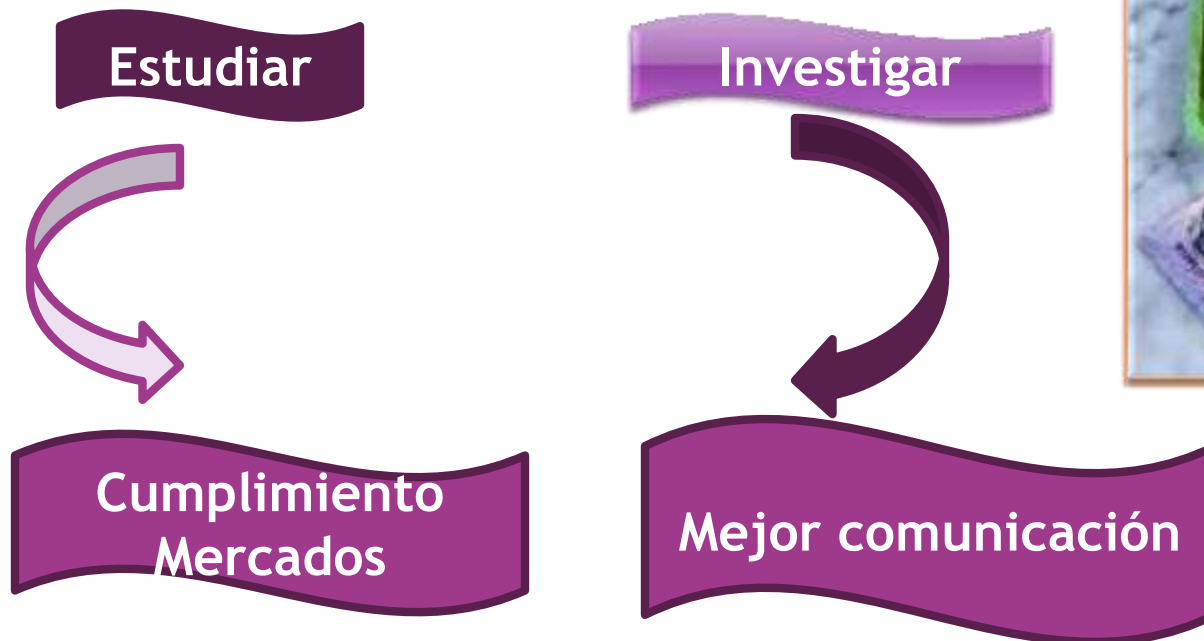 Estudiar
Investigar
Cumplimiento
Mercados
Mejor comunicación